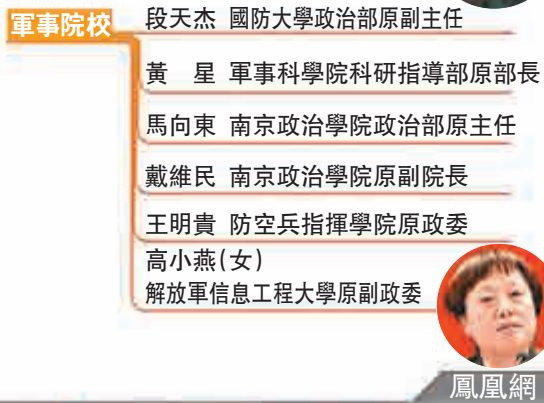 軍事院校
段天杰 國防大學政治部原副主任
黃 星 軍事科學院科研指導部原部長
馬向東 南京政治學院政治部原主任
戴維民 南京政治學院原副院長
王明貴 防空兵指揮學院原政委
高小燕(女)
解放軍信息工程大學原副政委
鳳凰網